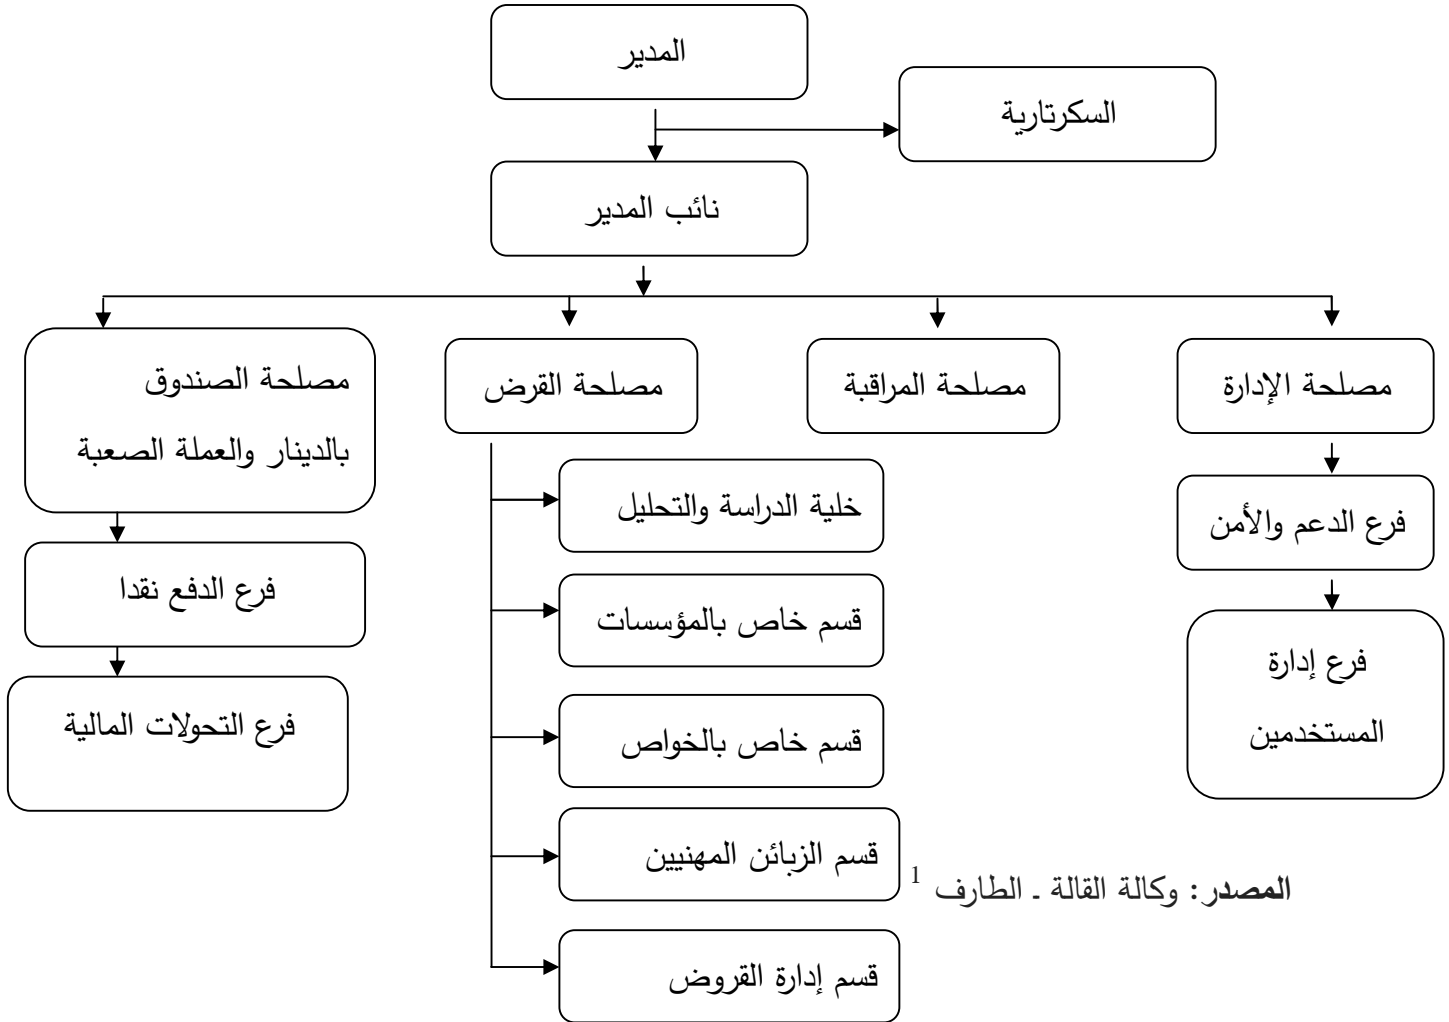 المدير
السكرتارية
نائب المدير
مصلحة الإدارة
مصلحة المراقبة
مصلحة القرض
مصلحة الصندوق
بالدينار والعملة الصعبة
فرع الدعم والأمن
فرع إدارة
المستخدمين
خلية الدراسة والتحليل
قسم خاص بالمؤسسات
قسم خاص بالخواص
قسم الزبائن المهنيين
قسم إدارة القروض
فرع الدفع نقدا
فرع التحولات المالية
المصدر: وكالة القالة ـ الطارف 1